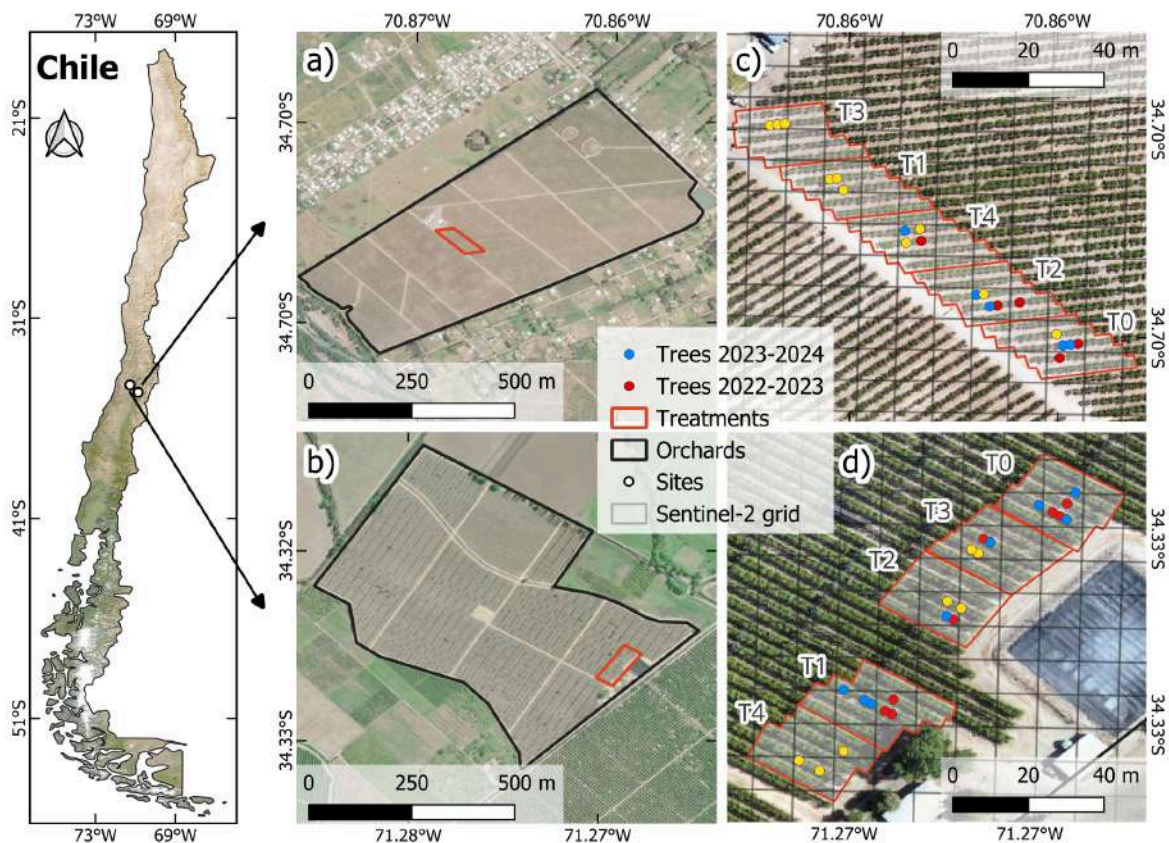 73°W 69°W
70.87°W 70.86°W
70.86°W 70.86°W
Chile
21°S
31°S
41°S
51°S
73°W 69°W
a)
34.70°S
34.70°S
0 250 500 m
c)
0 20 40 m
T3
T1
T4
T2
T0
34.70°S
34.70°S
Trees 2023-2024
Trees 2022-2023
Treatments
Orchards
Sites
Sentinel-2 grid
b)
34.32°S
34.33°S
0 250 500 m
71.28°W 71.27°W
d)
T0
T3
T2
T1
T4
34.33°S
34.33°S
0 20 40 m
71.27°W 71.27°W